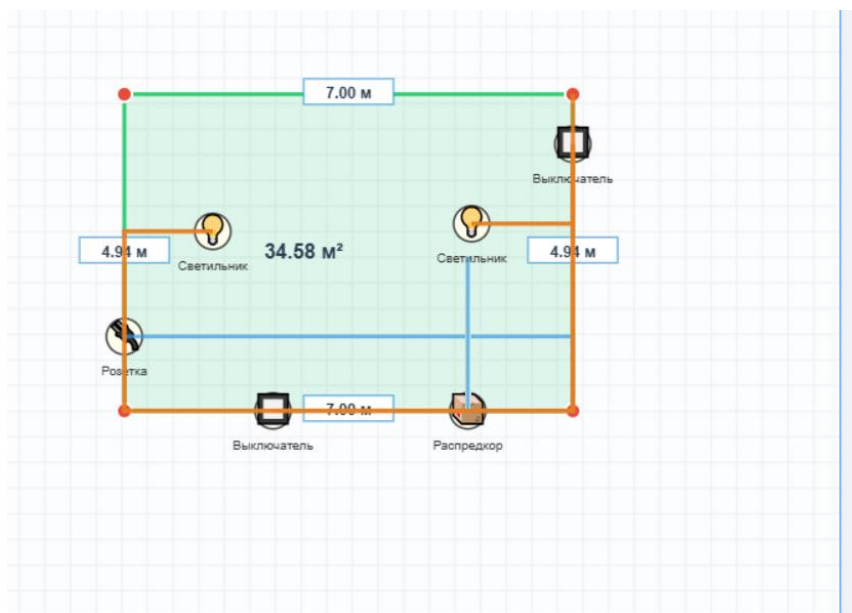 7.00 м
Выключатель
4.94 м
Светильник
34.58 м²
Светильник
4.94 м
Розетка
7.00 м
Выключатель
Распредкор